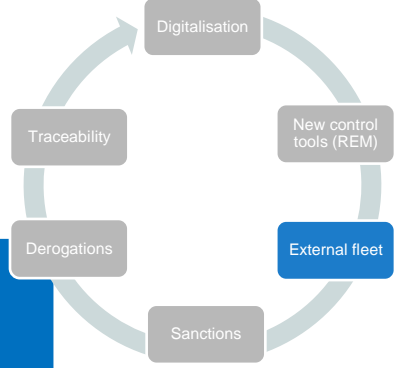 Digitalisation
New control
tools (REM)
External fleet
Sanctions
Derogations
Traceability